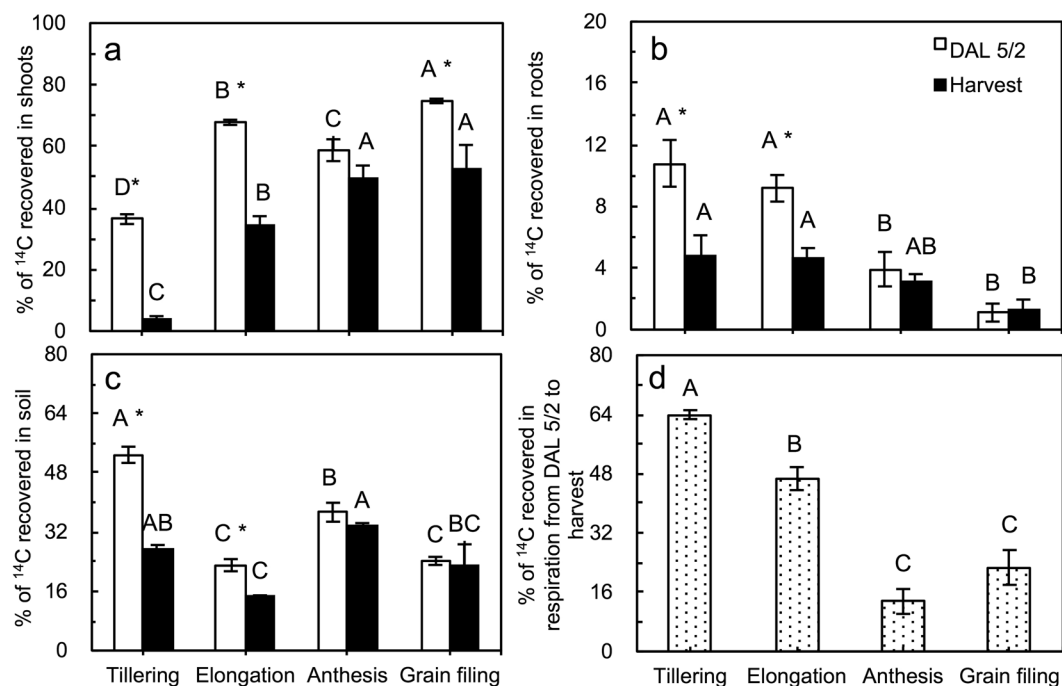 a
% of ¹⁴C recovered in shoots
100
80
60
40
20
0
D*
C
B *
B
C
A
A *
A
b
% of ¹⁴C recovered in roots
20
16
12
8
4
0
DAL 5/2
Harvest
A *
A
A *
A
B
AB
B
B
c
% of ¹⁴C recovered in soil
80
64
48
32
16
0
A *
AB
C *
C
B
A
C
BC
Tillering
Elongation
Anthesis
Grain filing
d
% of ¹⁴C recovered in
respiration from DAL 5/2 to
harvest
80
64
48
32
16
0
A
B
C
C
Tillering
Elongation
Anthesis
Grain filing